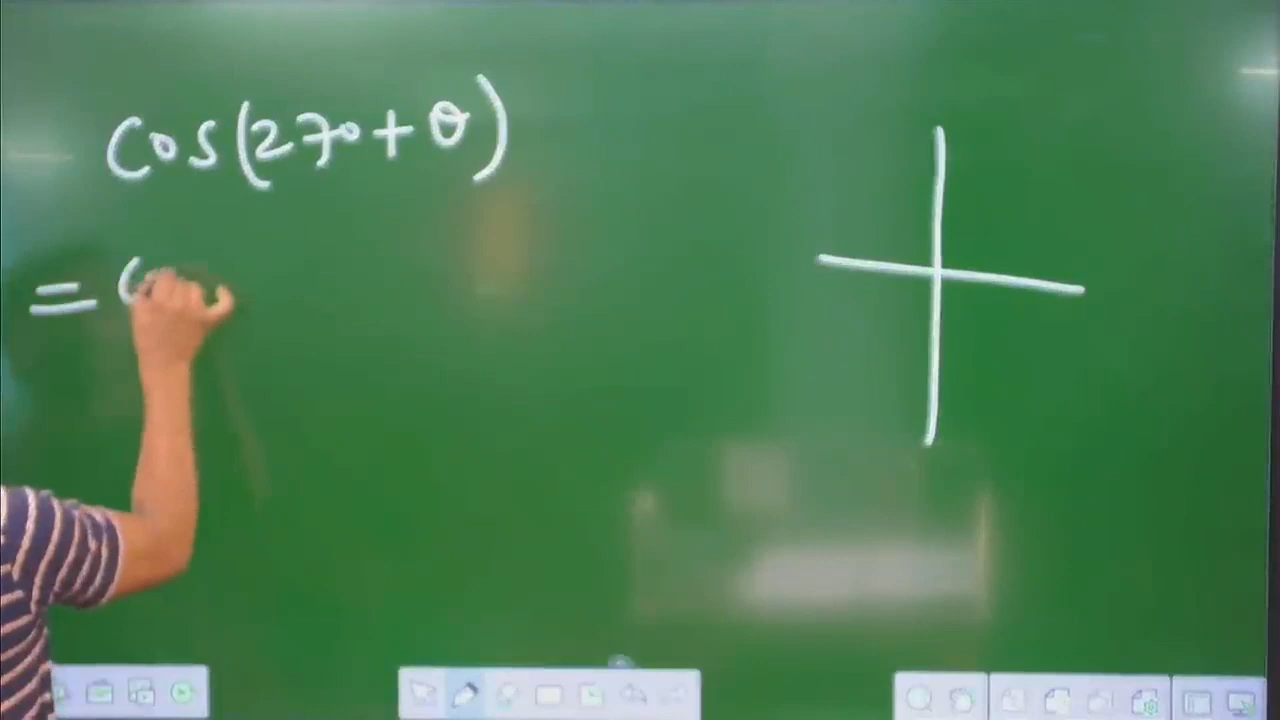 cos(270+θ)
= (